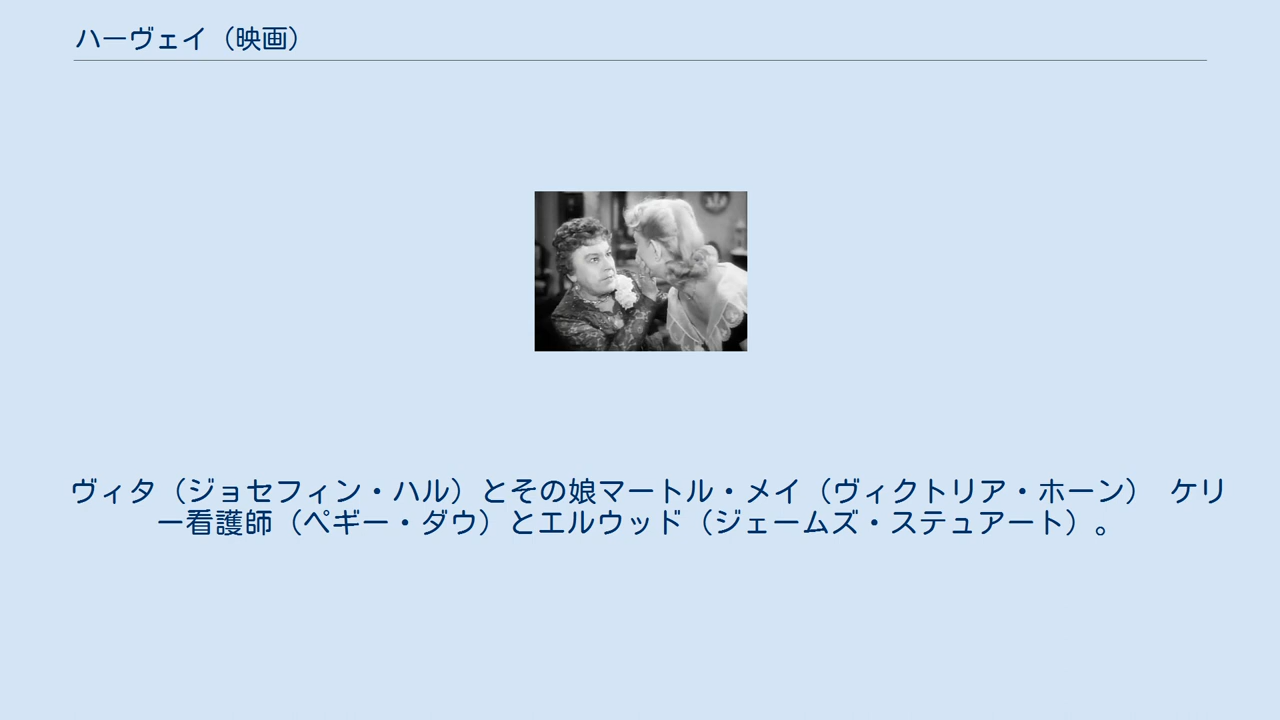 ハーヴェイ（映画）
ヴィタ（ジョセフィン・ハル）とその娘マートル・メイ（ヴィクトリア・ホーン）　ケリ
ー看護師（ペギー・ダウ）とエルウッド（ジェームズ・ステュアート）。